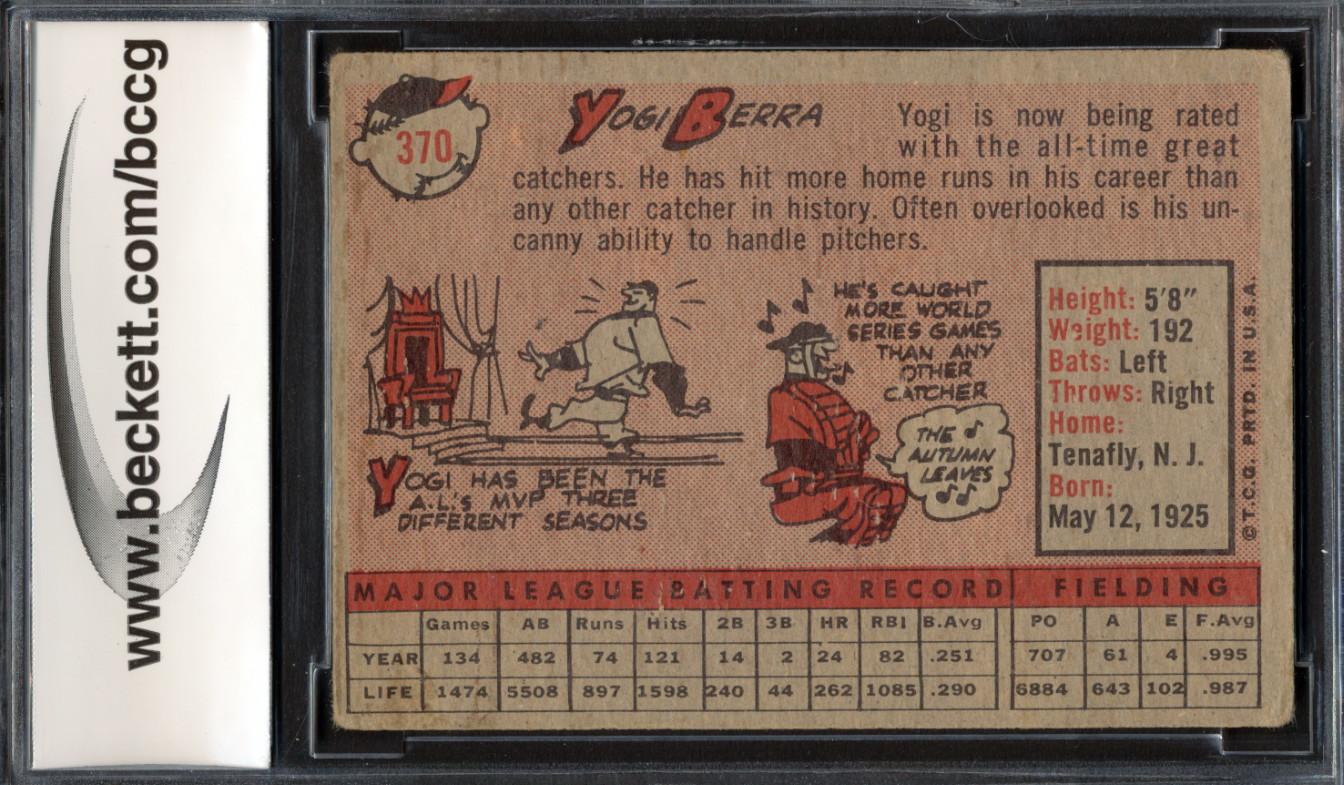 www.beckett.com/bccg
370
YOGI BERRA
Yogi is now being rated
with the all-time great
catchers. He has hit more home runs in his career than
any other catcher in history. Often overlooked is his un-
canny ability to handle pitchers.
YOGI HAS BEEN THE
A.L.'S MVP THREE
DIFFERENT SEASONS
HE'S CAUGHT
MORE WORLD
SERIES GAMES
THAN ANY
OTHER
CATCHER
THE
AUTUMN
LEAVES
Height: 5'8"
Weight: 192
Bats: Left
Throws: Right
Home:
Tenafly, N. J.
Born:
May 12, 1925
© T.C.G. PRTD. IN U.S.A.
MAJOR LEAGUE BATTING RECORD FIELDING
Games AB Runs Hits 2B 3B HR RBI B.Avg PO A E F.Avg
YEAR 134 482 74 121 14 2 24 82 .251 707 61 4 .995
LIFE 1474 5508 897 1598 240 44 262 1085 .290 6884 643 102 .987